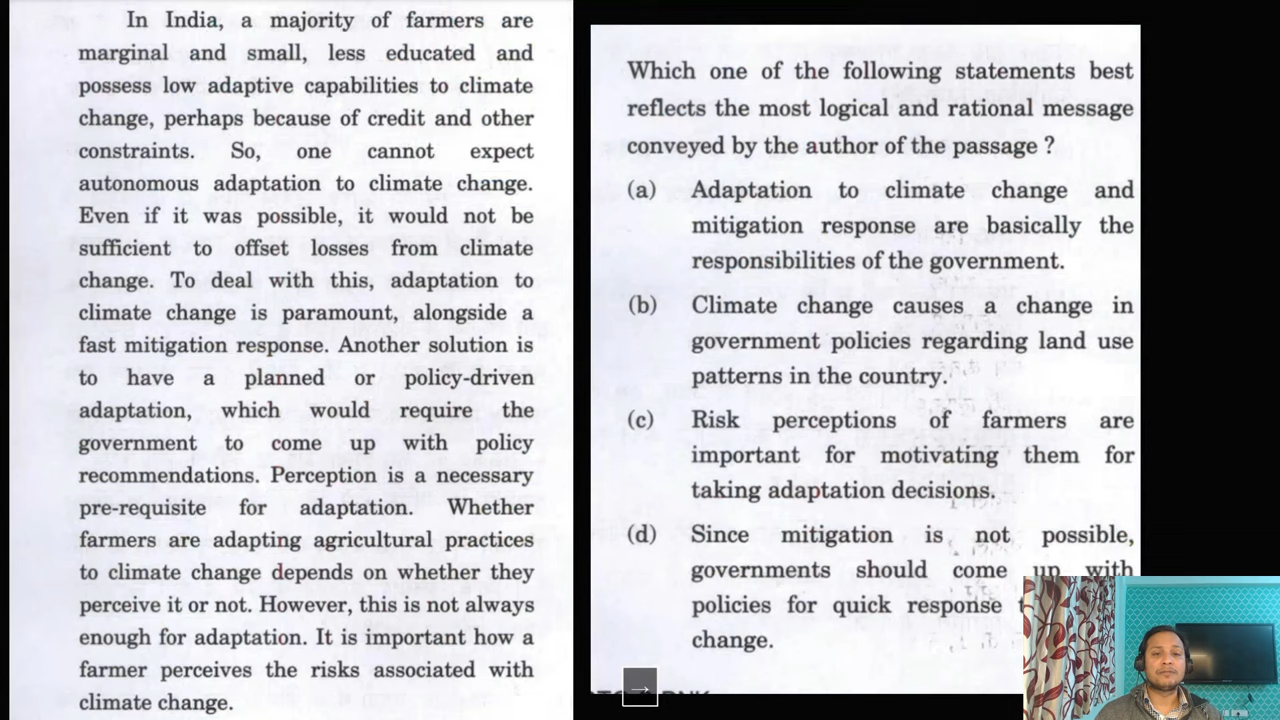 In India, a majority of farmers are
marginal and small, less educated and
possess low adaptive capabilities to climate
change, perhaps because of credit and other
constraints. So, one cannot expect
autonomous adaptation to climate change.
Even if it was possible, it would not be
sufficient to offset losses from climate
change. To deal with this, adaptation to
climate change is paramount, alongside a
fast mitigation response. Another solution is
to have a planned or policy-driven
adaptation, which would require the
government to come up with policy
recommendations. Perception is a necessary
pre-requisite for adaptation. Whether
farmers are adapting agricultural practices
to climate change depends on whether they
perceive it or not. However, this is not always
enough for adaptation. It is important how a
farmer perceives the risks associated with
climate change.
Which one of the following statements best
reflects the most logical and rational message
conveyed by the author of the passage ?
(a) Adaptation to climate change and
mitigation response are basically the
responsibilities of the government.
(b) Climate change causes a change in
government policies regarding land use
patterns in the country.
(c) Risk perceptions of farmers are
important for motivating them for
taking adaptation decisions.
(d) Since mitigation is not possible,
governments should come up with
policies for quick response
change.